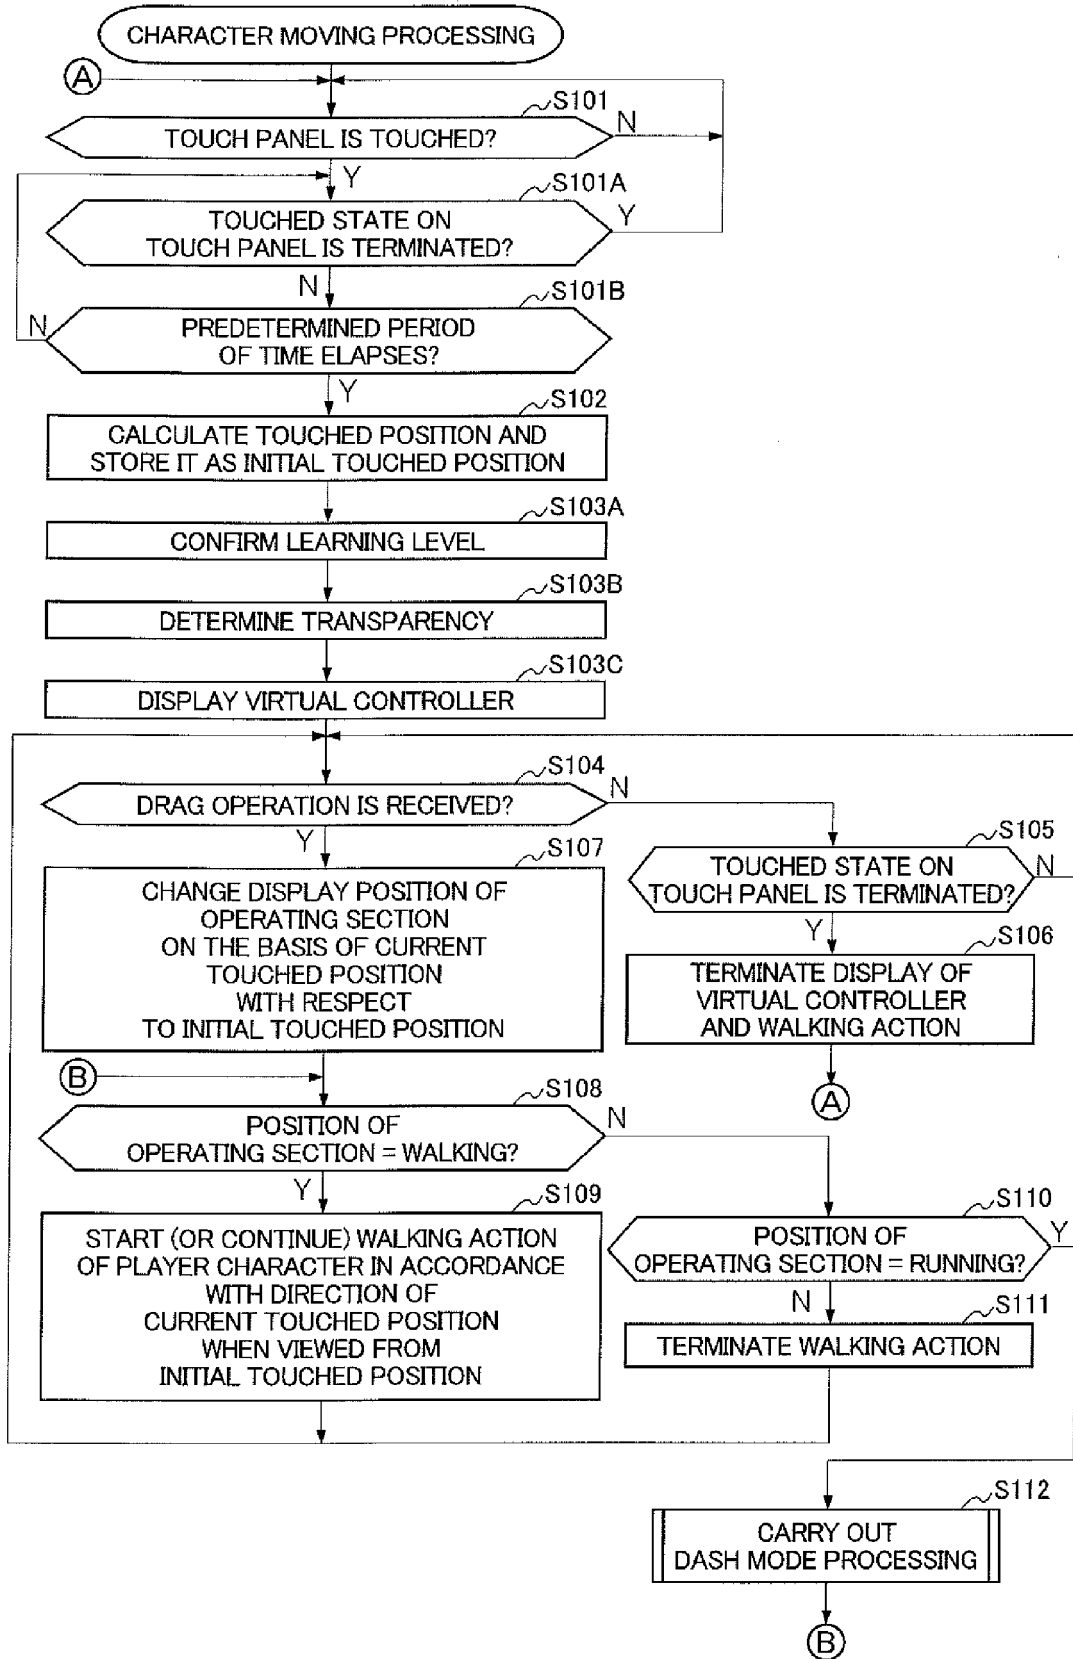 CHARACTER MOVING PROCESSING
A
S101
TOUCH PANEL IS TOUCHED?
N
Y
S101A
TOUCHED STATE ON
TOUCH PANEL IS TERMINATED?
Y
N
S101B
N
PREDETERMINED PERIOD
OF TIME ELAPSES?
Y
S102
CALCULATE TOUCHED POSITION AND
STORE IT AS INITIAL TOUCHED POSITION
S103A
CONFIRM LEARNING LEVEL
S103B
DETERMINE TRANSPARENCY
S103C
DISPLAY VIRTUAL CONTROLLER
S104
DRAG OPERATION IS RECEIVED?
N
Y
S105
TOUCHED STATE ON
TOUCH PANEL IS TERMINATED?
N
Y
S106
TERMINATE DISPLAY OF
VIRTUAL CONTROLLER
AND WALKING ACTION
A
S107
CHANGE DISPLAY POSITION OF
OPERATING SECTION
ON THE BASIS OF CURRENT
TOUCHED POSITION
WITH RESPECT
TO INITIAL TOUCHED POSITION
B
S108
POSITION OF
OPERATING SECTION = WALKING?
N
Y
S109
START (OR CONTINUE) WALKING ACTION
OF PLAYER CHARACTER IN ACCORDANCE
WITH DIRECTION OF
CURRENT TOUCHED POSITION
WHEN VIEWED FROM
INITIAL TOUCHED POSITION
S110
POSITION OF
OPERATING SECTION = RUNNING?
Y
N
S111
TERMINATE WALKING ACTION
S112
CARRY OUT
DASH MODE PROCESSING
B